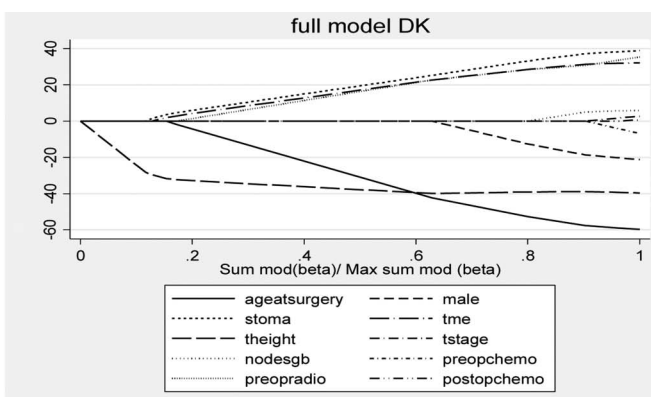 full model DK
40
20
0
-20
-40
-60
0 .2 .4 .6 .8 1
Sum mod(beta)/ Max sum mod (beta)
ageatsurgery male
stoma tme
theight tstage
nodesgb preopchemo
preopradio postopchemo